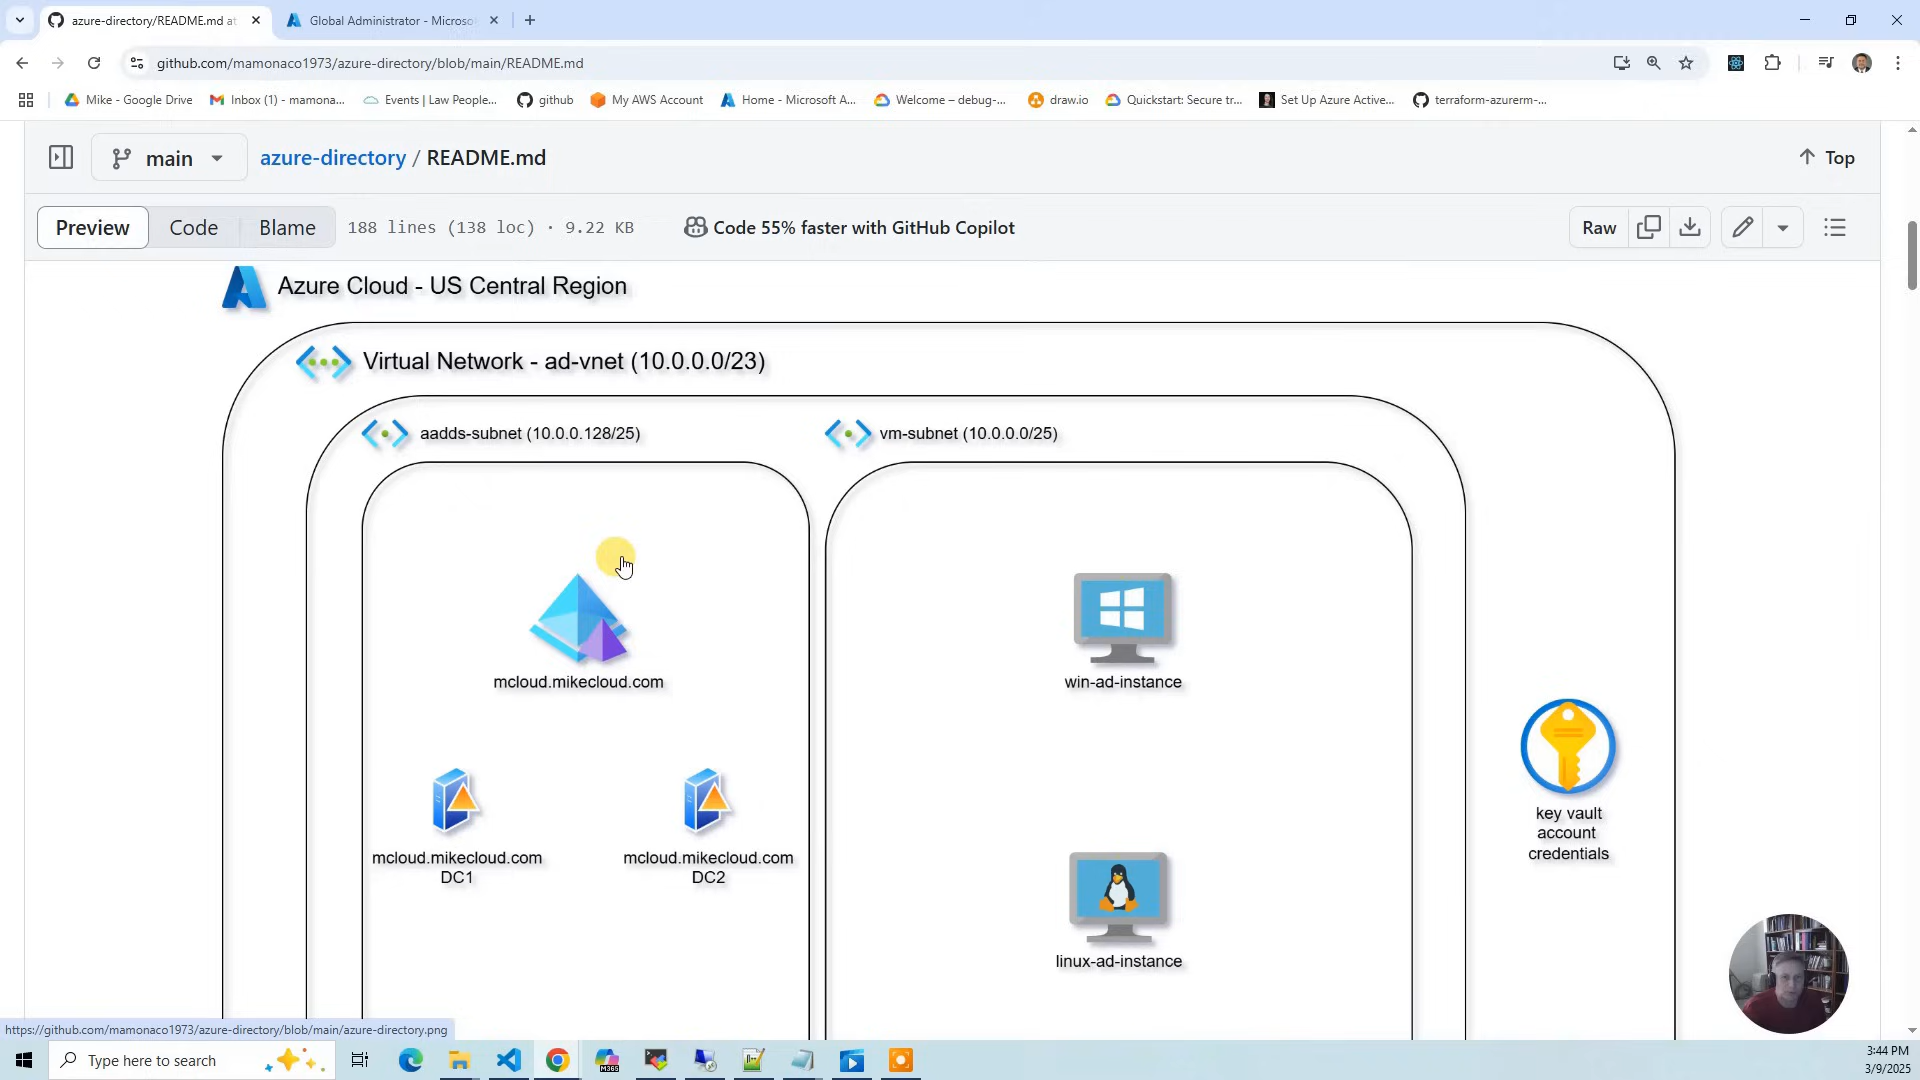 azure-directory/README.md at
Global Administrator - Microso
github.com/mamonaco1973/azure-directory/blob/main/README.md
Mike - Google Drive
Inbox (1) - mamona...
Events | Law People...
github
My AWS Account
Home - Microsoft A...
Welcome – debug-...
draw.io
Quickstart: Secure tr...
Set Up Azure Active...
terraform-azurerm-...
main
azure-directory / README.md
Top
Preview
Code
Blame
188 lines (138 loc) · 9.22 KB
Code 55% faster with GitHub Copilot
Raw
Azure Cloud - US Central Region
Virtual Network - ad-vnet (10.0.0.0/23)
aadds-subnet (10.0.0.128/25)
vm-subnet (10.0.0.0/25)
mcloud.mikecloud.com
win-ad-instance
mcloud.mikecloud.com
DC1
mcloud.mikecloud.com
DC2
key vault
account
credentials
linux-ad-instance
https://github.com/mamonaco1973/azure-directory/blob/main/azure-directory.png
Type here to search
M365
3:44 PM
3/9/2025